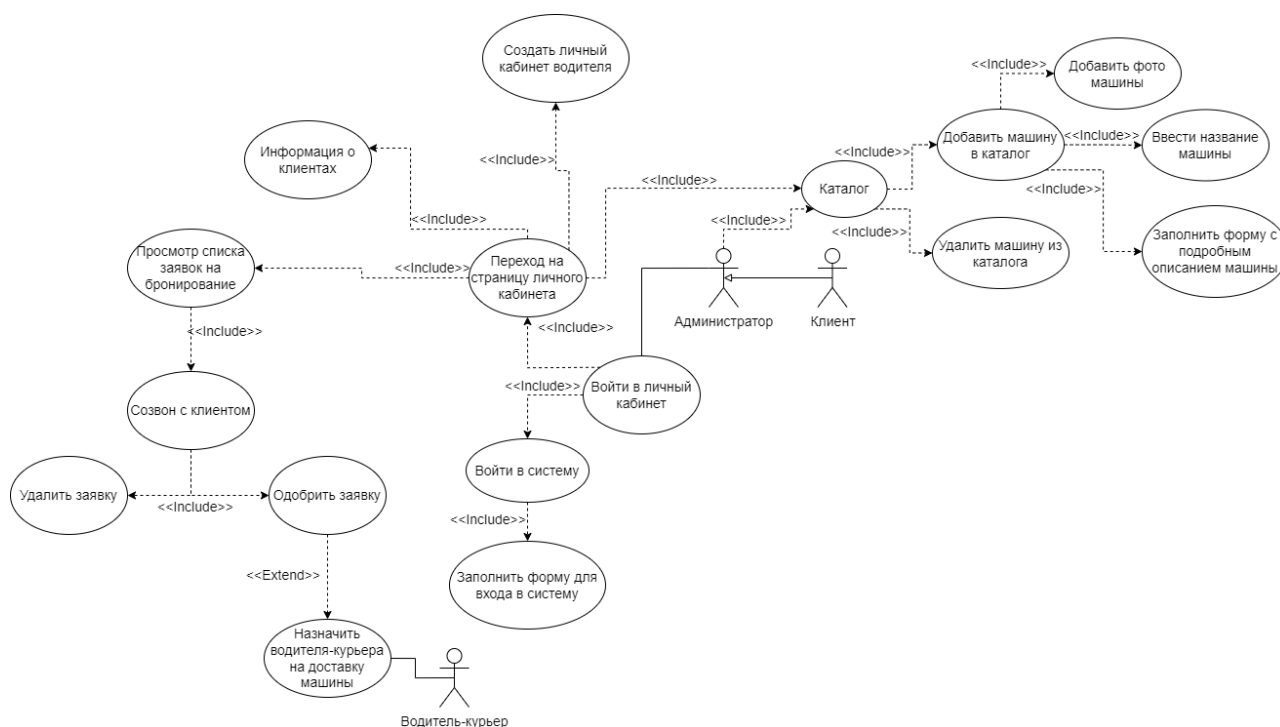 Создать личный
кабинет водителя
<<Include>>
Добавить фото
машины
Информация о
клиентах
<<Include>>
Добавить машину
в каталог
<<Include>>
Ввести название
машины
<<Include>>
<<Include>>
<<Include>>
Каталог
<<Include>>
<<Include>>
<<Include>>
<<Include>>
Просмотр списка
заявок на
бронирование
<<Include>>
Переход на
страницу личного
кабинета
Удалить машину из
каталога
Заполнить форму с
подробным
описанием машины
Администратор
Клиент
<<Include>>
<<Include>>
<<Include>>
Войти в личный
кабинет
Созвон с клиентом
Войти в систему
Удалить заявку
<<Include>>
Одобрить заявку
<<Include>>
<<Extend>>
Заполнить форму для
входа в систему
Назначить
водителя-курьера
на доставку
машины
Водитель-курьер